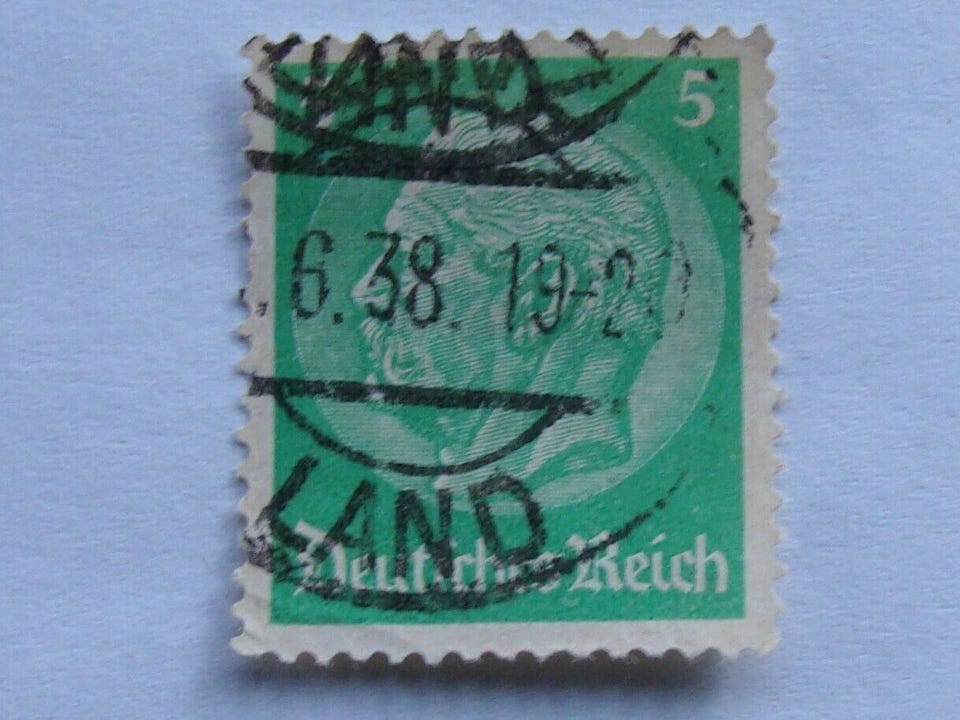 5
6.38. 19-2
LAND
Deutsches Reich